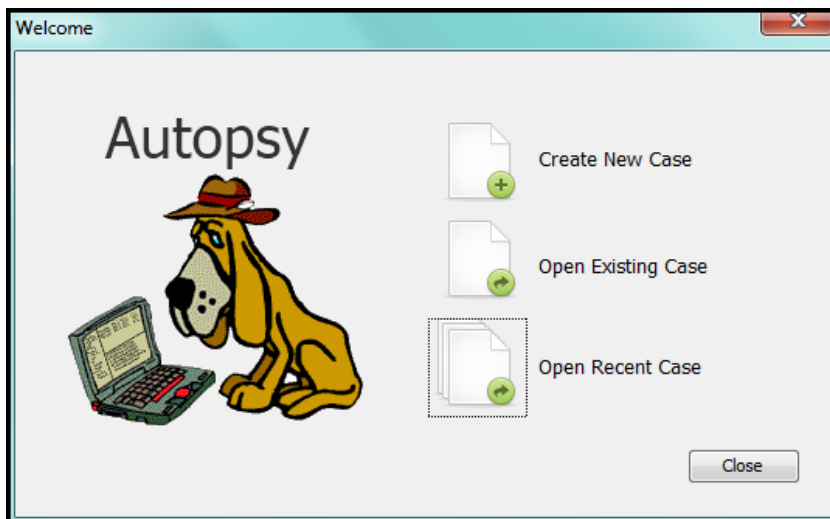 Welcome
Autopsy
Create New Case
Open Existing Case
Open Recent Case
Close